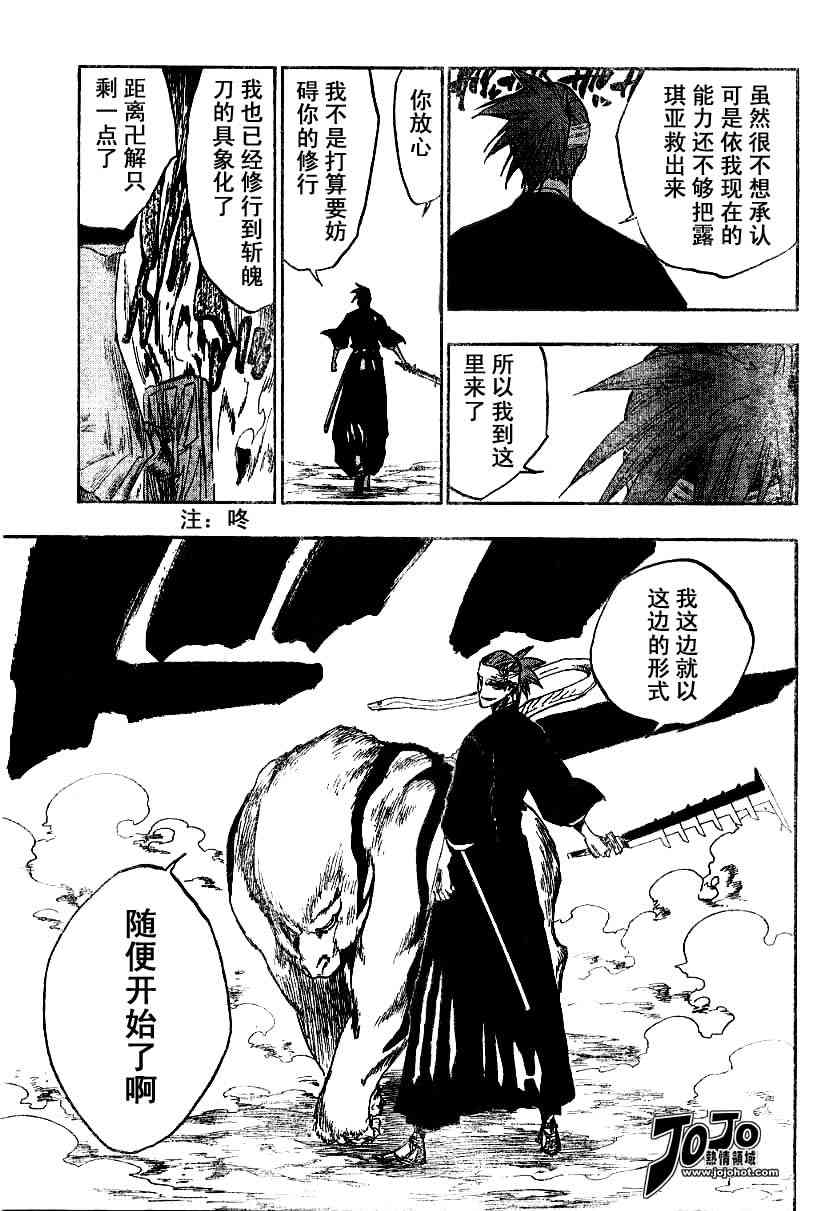 虽然很不想承认
可是依我现在的
能力还不够把露
琪亚救出来
所以我到这
里来了
你放心
我不是打算要妨
碍你的修行
我也已经修行到斩魄
刀的具象化了
距离卍解只
剩一点了
注：咚
我这边就以
这边的形式
随便开始了啊
JOJO
熱情領域
www.jojohot.com